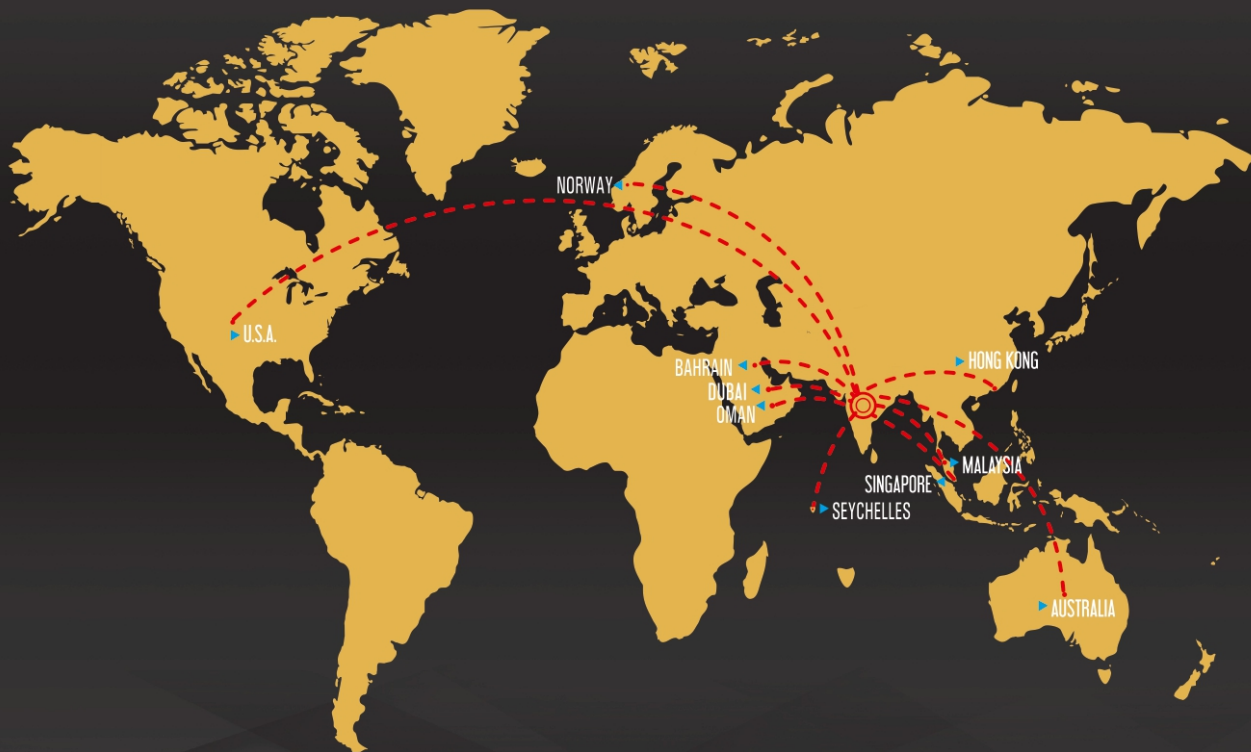 NORWAY
U.S.A.
HONG KONG
BAHRAIN
DUBAI
OMAN
MALAYSIA
SINGAPORE
SEYCHELLES
AUSTRALIA